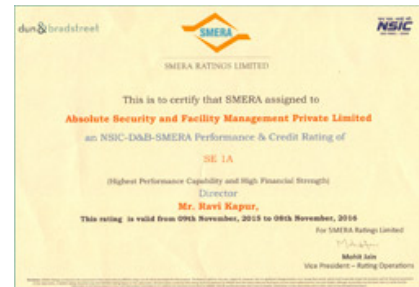 dun&bradstreet
SMERA
NSIC
SMERA RATINGS LIMITED
This is to certify that SMERA assigned to
Absolute Security and Facility Management Private Limited
an NSIC-D&B-SMERA Performance & Credit Rating of
SE 1A
(Highest Performance Capability and High Financial Strength)
Director
Mr. Ravi Kapur,
This rating is valid from 09th November, 2015 to 08th November, 2016
For SMERA Ratings Limited
Mohit Jain
Vice President – Rating Operations